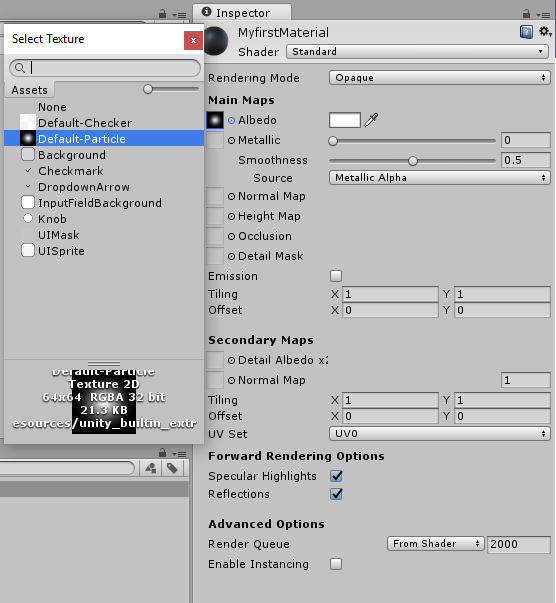 Select Texture
x
Assets
None
Default-Checker
Default-Particle
Background
Checkmark
DropdownArrow
InputFieldBackground
Knob
UIMask
UISprite
Default-Particle
Texture 2D
64x64 RGBA 32 bit
21.3 KB
esources/unity_builtin_extr
Inspector
MyfirstMaterial
Shader Standard
Rendering Mode Opaque
Main Maps
Albedo
Metallic 0
Smoothness 0.5
Source Metallic Alpha
Normal Map
Height Map
Occlusion
Detail Mask
Emission
Tiling X 1 Y 1
Offset X 0 Y 0
Secondary Maps
Detail Albedo x2
Normal Map 1
Tiling X 1 Y 1
Offset X 0 Y 0
UV Set UV0
Forward Rendering Options
Specular Highlights
Reflections
Advanced Options
Render Queue From Shader 2000
Enable Instancing